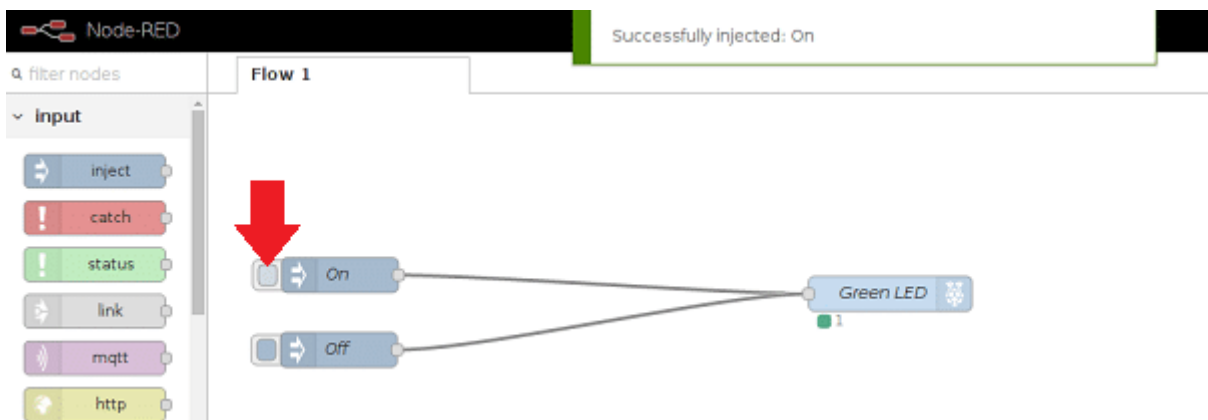 Node-RED
Successfully injected: On
filter nodes
Flow 1
input
inject
catch
status
link
mqtt
http
On
Off
Green LED
1